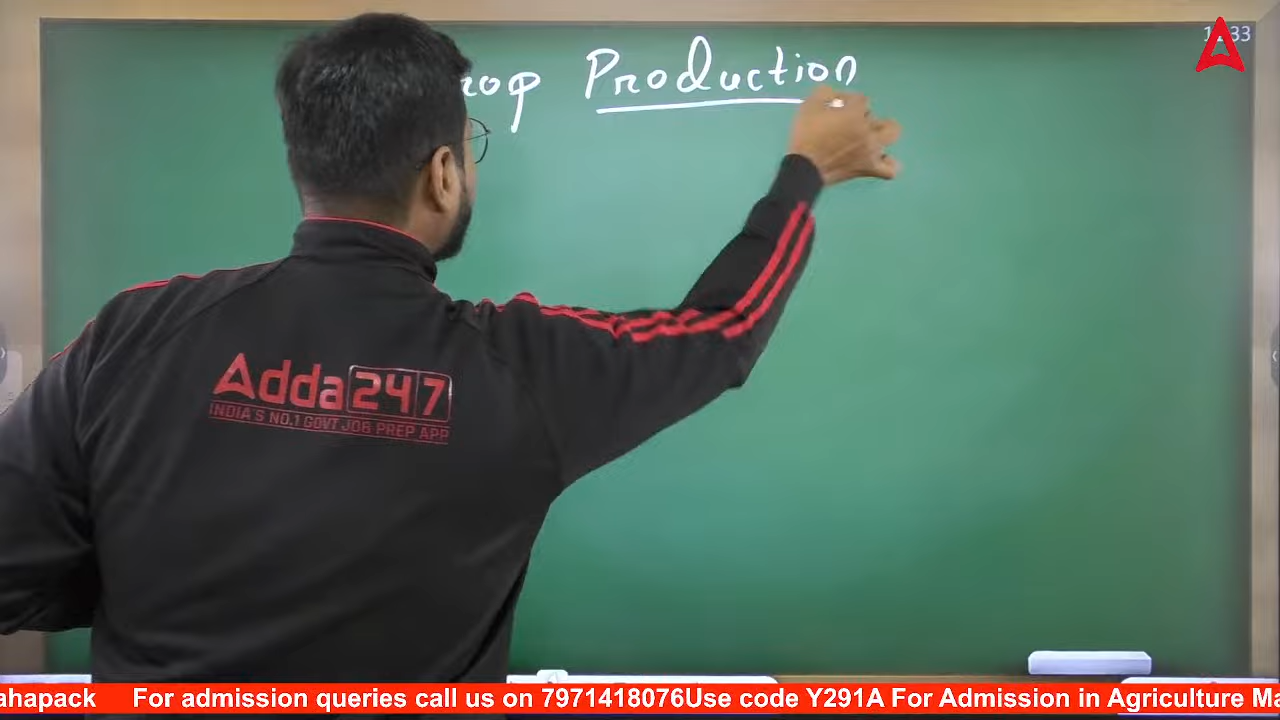 rop Production
Adda247
INDIA'S NO.1 GOVT JOB PREP APP
ahapack For admission queries call us on 7971418076Use code Y291A For Admission in Agriculture Ma